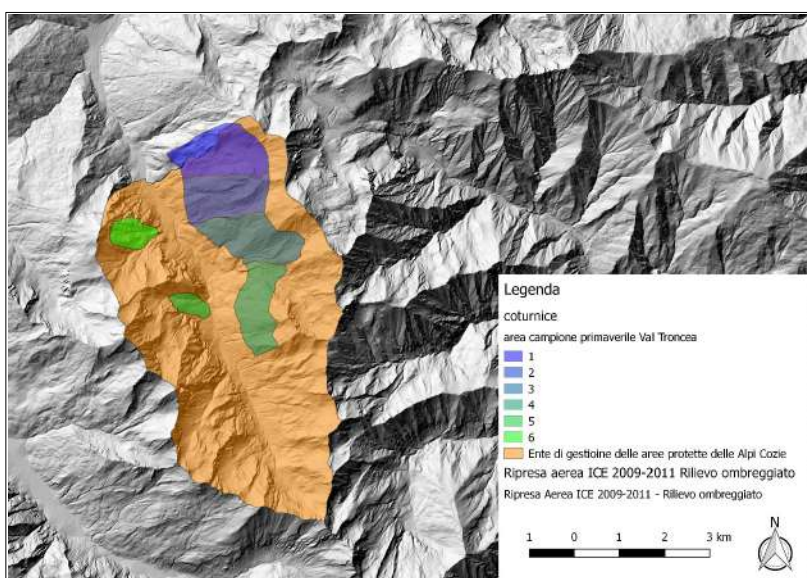 Legenda
coturnice
area campione primaverile Val Troncea
1
2
3
4
5
6
Ente di gestioine delle aree protette delle Alpi Cozie
Ripresa aerea ICE 2009-2011 Rilievo ombreggiato
Ripresa Aerea ICE 2009-2011 - Rilievo ombreggiato
1 0 1 2 3 km
N